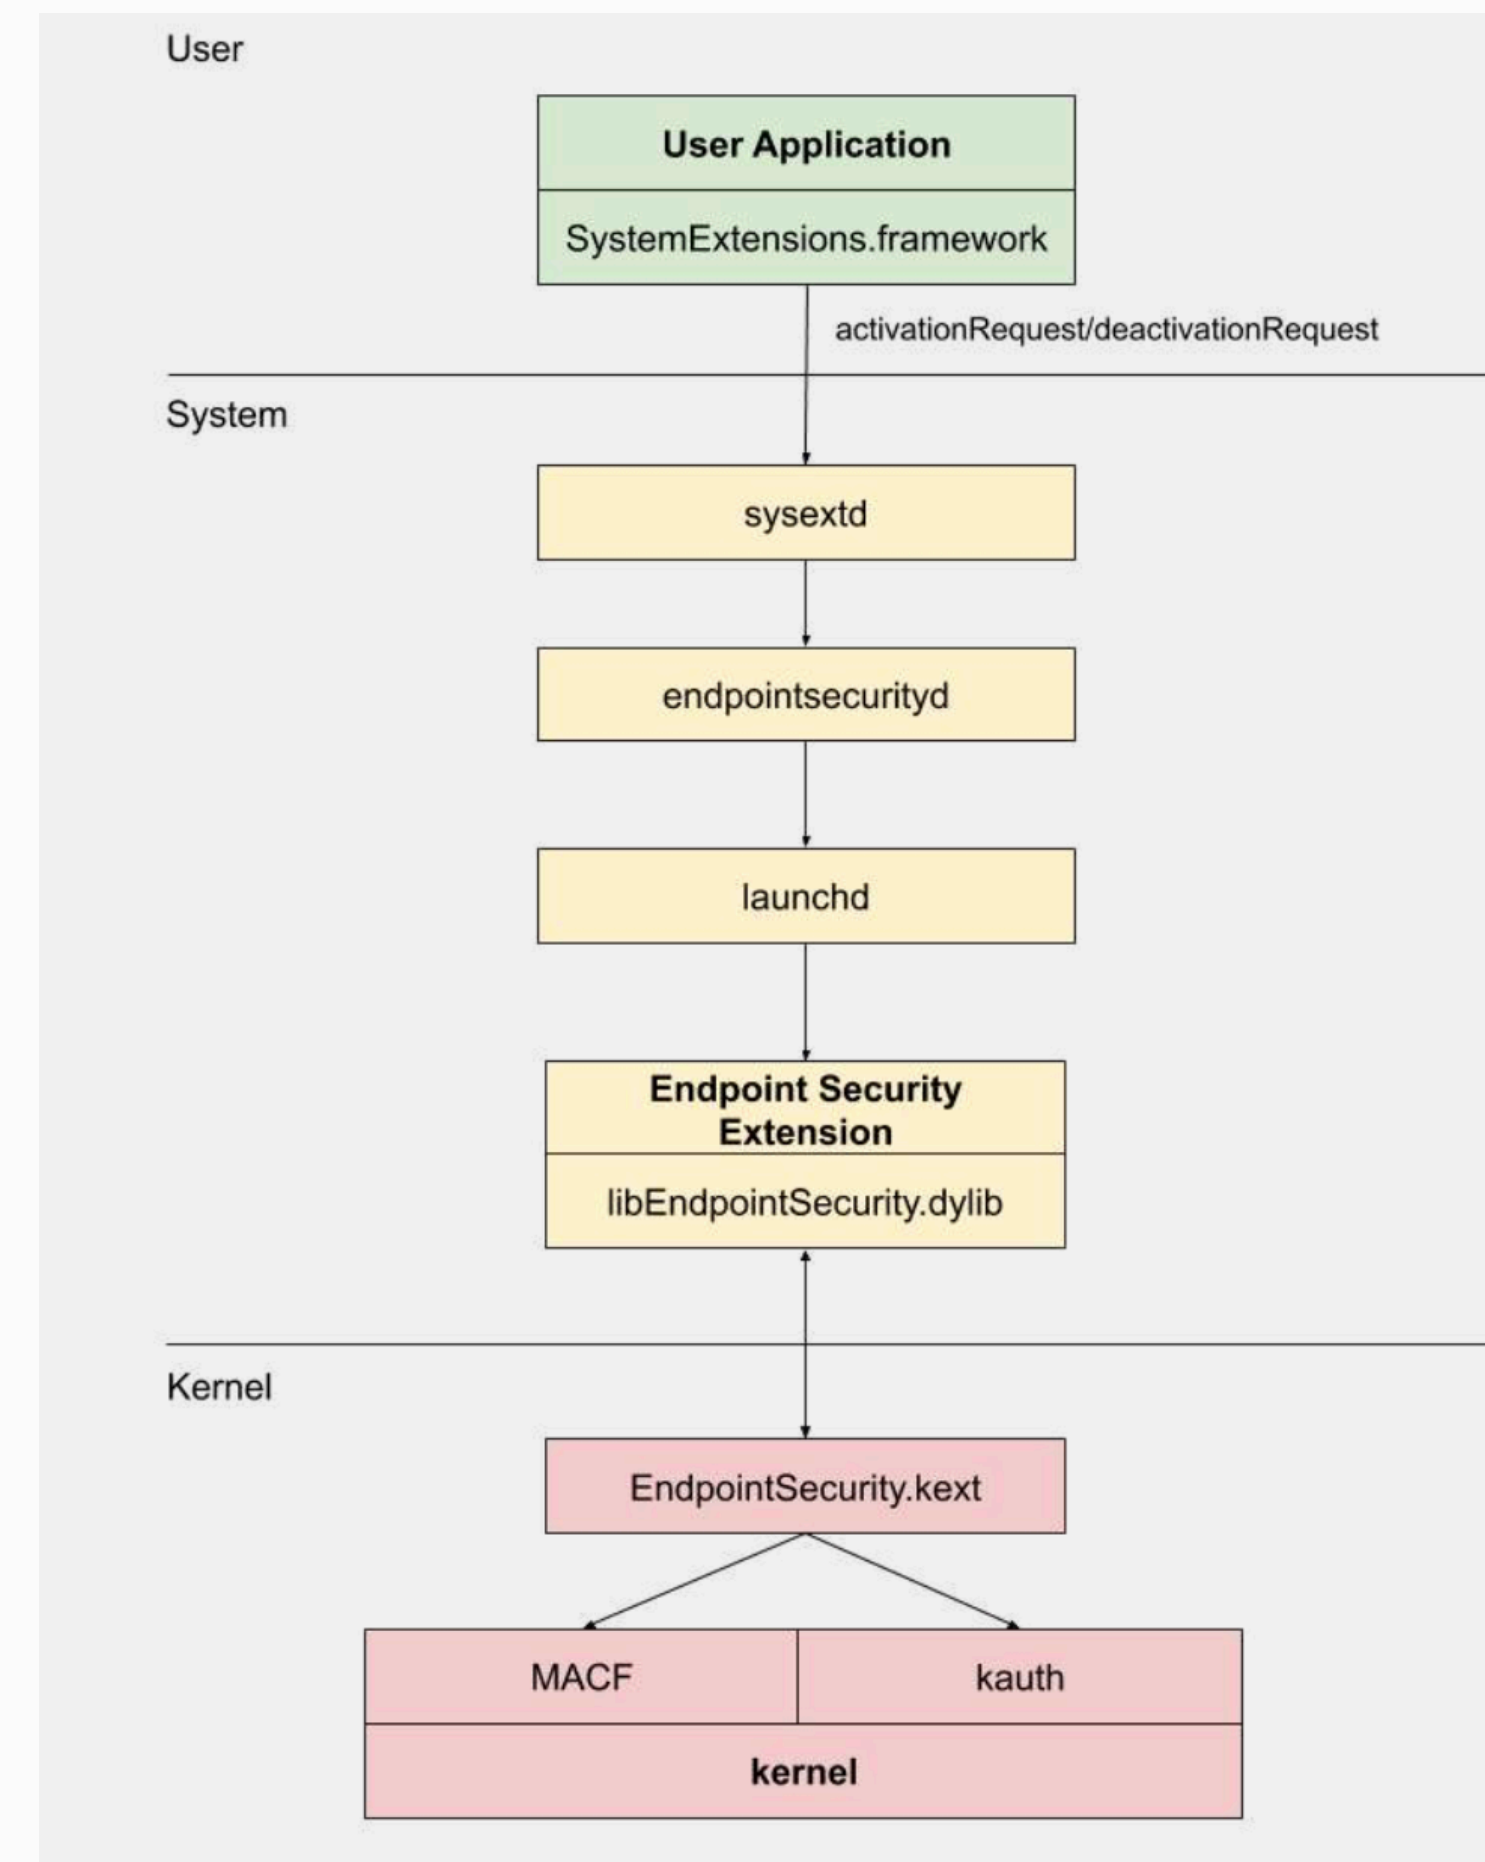 User
User Application
SystemExtensions.framework
activationRequest/deactivationRequest
System
sysextd
endpointsecurityd
launchd
Endpoint Security
Extension
libEndpointSecurity.dylib
Kernel
EndpointSecurity.kext
MACF
kauth
kernel